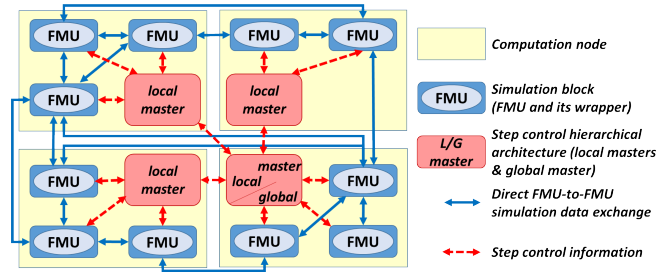 FMU
FMU
FMU
FMU
FMU
local
master
local
master
FMU
local
master
master
local
global
FMU
FMU
FMU
FMU
FMU
FMU
Computation node
FMU
Simulation block
(FMU and its wrapper)
L/G
master
Step control hierarchical
architecture (local masters
& global master)
Direct FMU-to-FMU
simulation data exchange
Step control information